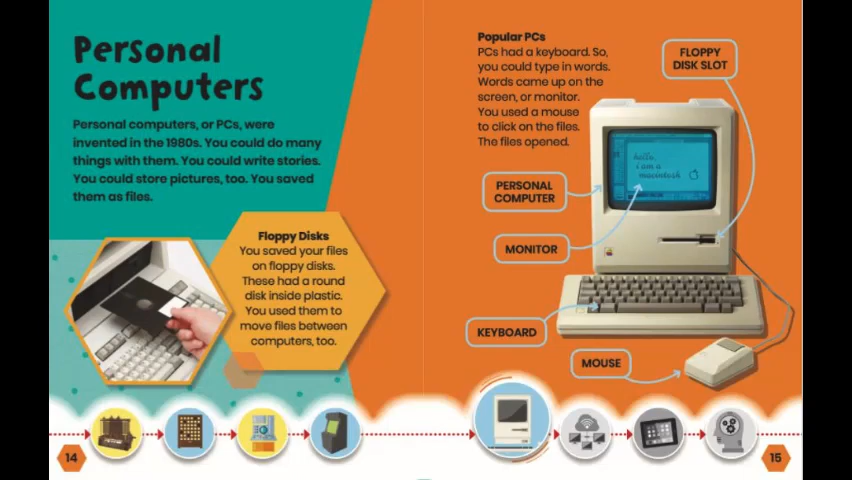 Personal
Computers
Personal computers, or PCs, were
invented in the 1980s. You could do many
things with them. You could write stories.
You could store pictures, too. You saved
them as files.
Floppy Disks
You saved your files
on floppy disks.
These had a round
disk inside plastic.
You used them to
move files between
computers, too.
14
Popular PCs
PCs had a keyboard. So,
you could type in words.
Words came up on the
screen, or monitor.
You used a mouse
to click on the files.
The files opened.
FLOPPY
DISK SLOT
hello,
i am a
macintosh
PERSONAL
COMPUTER
MONITOR
KEYBOARD
MOUSE
15